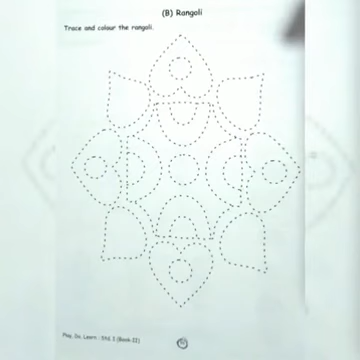 (B) Rangoli
Trace and colour the rangoli.
Play, Do, Learn : Std. I (Book-II)